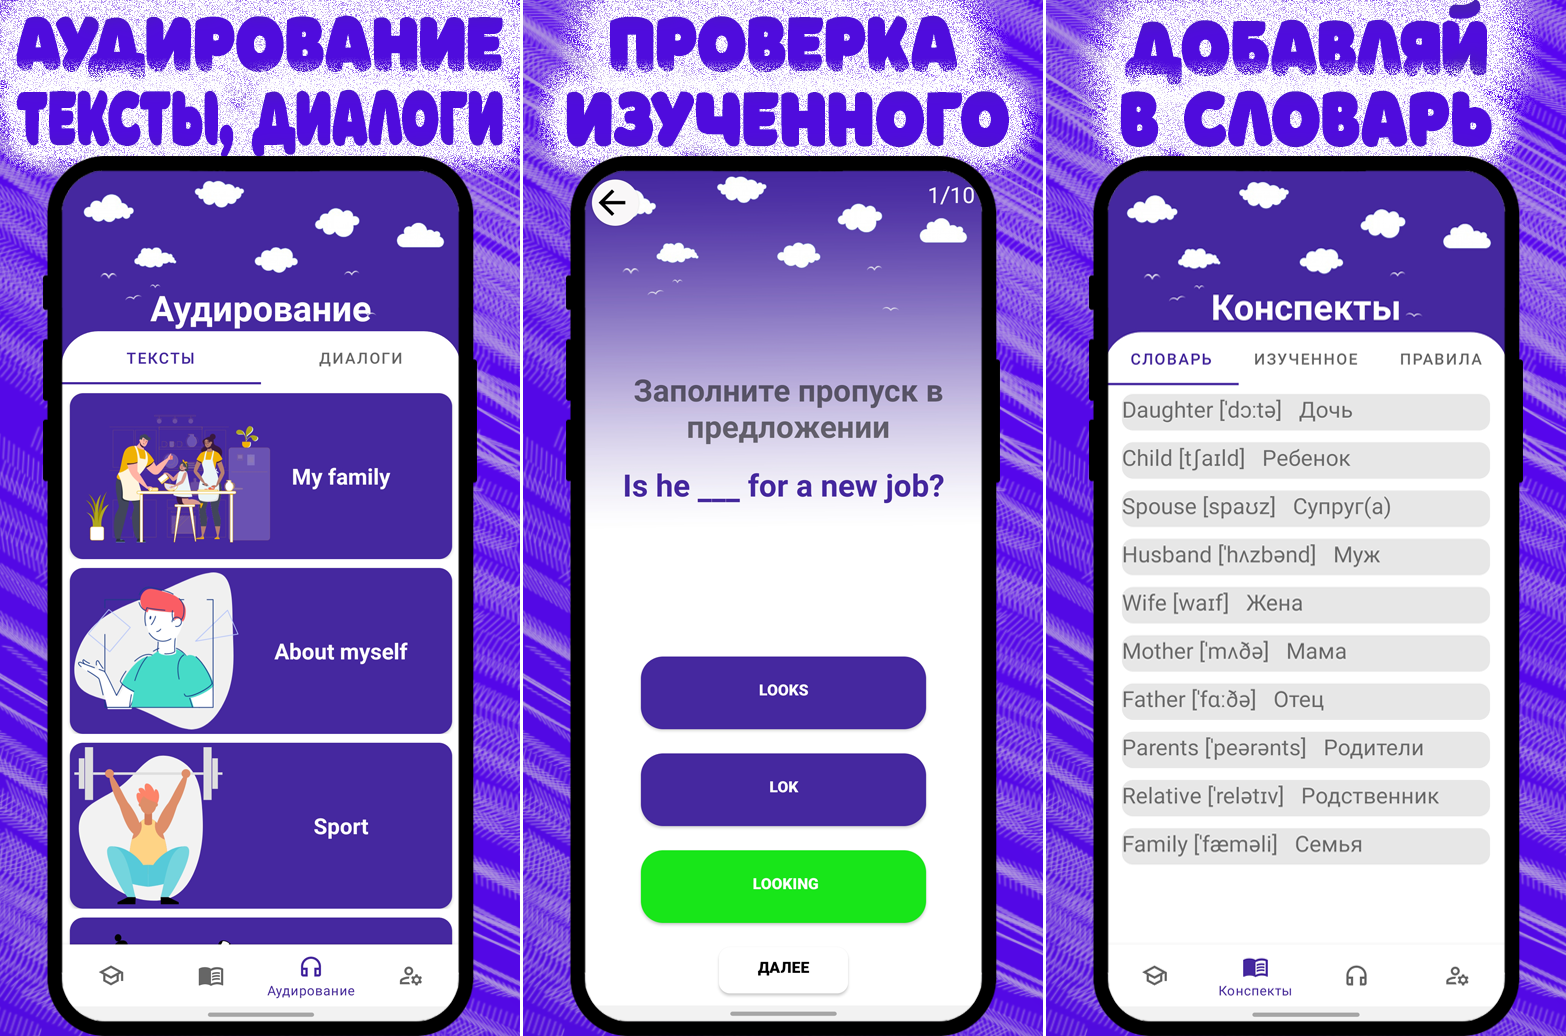 АУДИРОВАНИЕ
ТЕКСТЫ, ДИАЛОГИ
Аудирование
ТЕКСТЫ ДИАЛОГИ
My family
About myself
Sport
Аудирование
ПРОВЕРКА
ИЗУЧЕННОГО
1/10
Заполните пропуск в
предложении
Is he ___ for a new job?
LOOKS
LOK
LOOKING
ДАЛЕЕ
ДОБАВЛЯЙ
В СЛОВАРЬ
Конспекты
СЛОВАРЬ ИЗУЧЕННОЕ ПРАВИЛА
Daughter [ˈdɔːtə] Дочь
Child [tʃaɪld] Ребенок
Spouse [spaʊz] Супруг(а)
Husband [ˈhʌzbənd] Муж
Wife [waɪf] Жена
Mother [ˈmʌðə] Мама
Father [ˈfɑːðə] Отец
Parents [ˈpeərənts] Родители
Relative [ˈrelətɪv] Родственник
Family [ˈfæməli] Семья
Конспекты